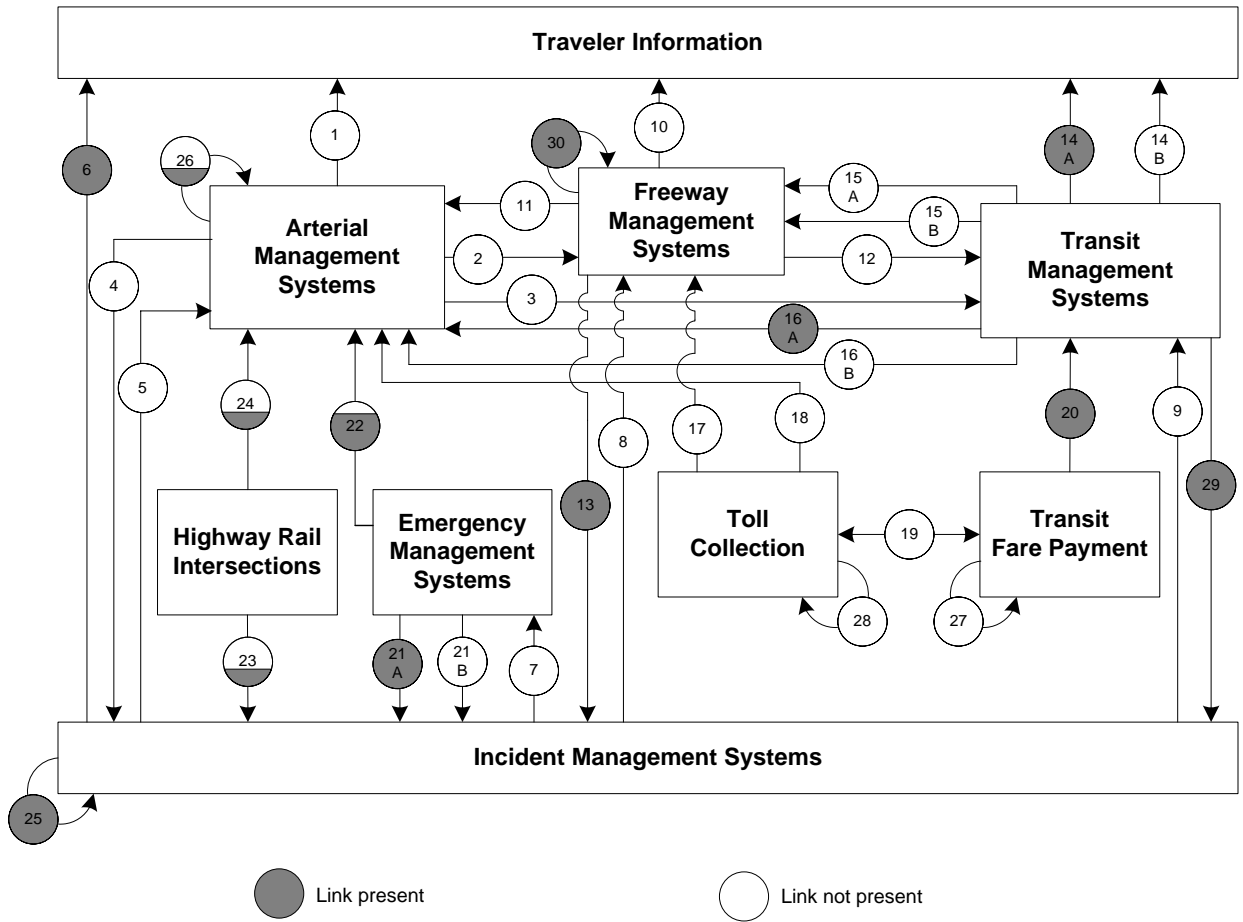 Traveler Information
1
10
14
A
14
B
6
26
30
15
A
Freeway
Management
Systems
11
15
B
Arterial
Management
Systems
Transit
Management
Systems
4
2
12
3
16
A
5
16
B
24
22
8
17
18
20
9
13
29
Highway Rail
Intersections
Emergency
Management
Systems
Toll
Collection
19
Transit
Fare Payment
28
27
23
21
A
21
B
7
Incident Management Systems
25
Link present
Link not present